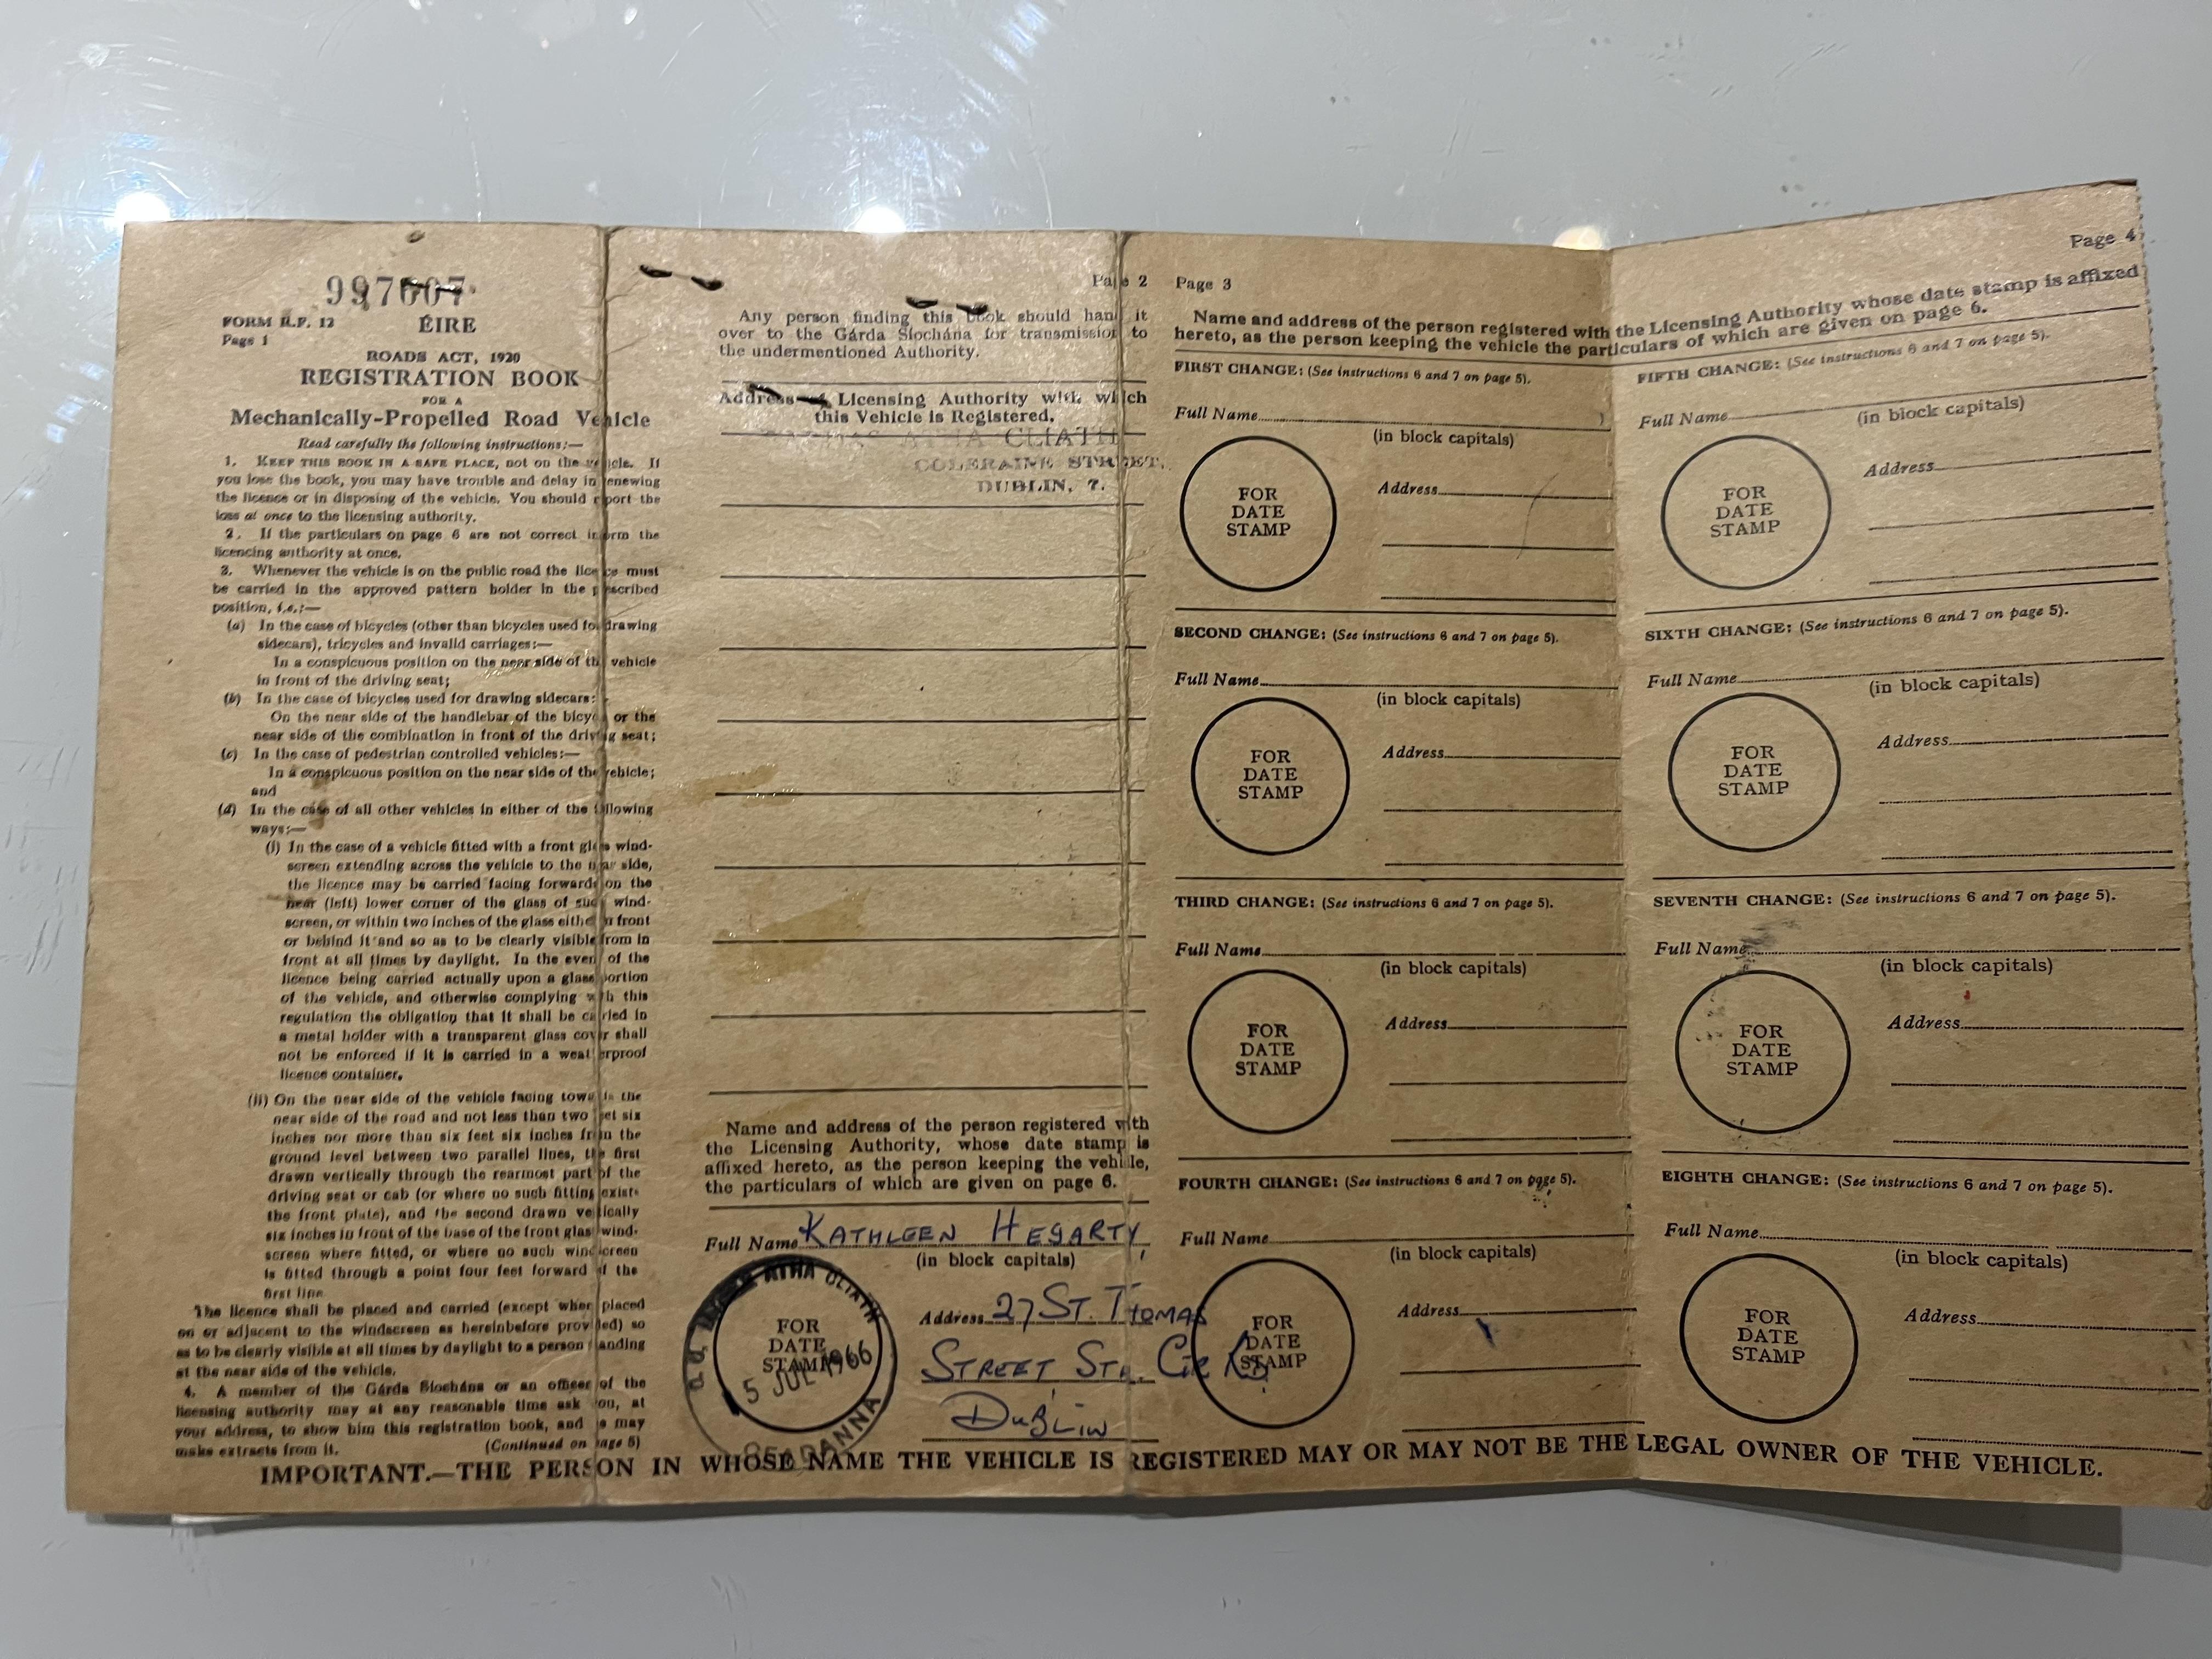 997607
FORM R.F. 12
Page 1
ÉIRE
ROADS ACT, 1920
REGISTRATION BOOK
FOR A
Mechanically-Propelled Road Vehicle
Read carefully the following instructions:—
1. KEEP THIS BOOK IN A SAFE PLACE, not on the vehicle. If
you lose the book, you may have trouble and delay in renewing
the licence or in disposing of the vehicle. You should report the
loss at once to the licensing authority.
2. If the particulars on page 6 are not correct inform the
licencing authority at once.
3. Whenever the vehicle is on the public road the licence must
be carried in the approved pattern holder in the prescribed
position, i.e.:—
(a) In the case of bicycles (other than bicycles used for drawing
sidecars), tricycles and invalid carriages:—
In a conspicuous position on the near side of the vehicle
in front of the driving seat;
(b) In the case of bicycles used for drawing sidecars:—
On the near side of the handlebar of the bicycle or the
near side of the combination in front of the driving seat;
(c) In the case of pedestrian controlled vehicles:—
In a conspicuous position on the near side of the vehicle;
and
(d) In the case of all other vehicles in either of the following
ways:—
(i) In the case of a vehicle fitted with a front glass wind-
screen extending across the vehicle to the near side,
the licence may be carried facing forwards on the
near (left) lower corner of the glass of such wind-
screen, or within two inches of the glass either in front
or behind it and so as to be clearly visible from in
front at all times by daylight. In the event of the
licence being carried actually upon a glass portion
of the vehicle, and otherwise complying with this
regulation the obligation that it shall be carried in
a metal holder with a transparent glass cover shall
not be enforced if it is carried in a weatherproof
licence container.
(ii) On the near side of the vehicle facing towards the
near side of the road and not less than two feet six
inches nor more than six feet six inches from the
ground level between two parallel lines, the first
drawn vertically through the rearmost part of the
driving seat or cab (or where no such fitting exists
the front plate), and the second drawn vertically
six inches in front of the base of the front glass wind-
screen where fitted, or where no such windscreen
is fitted through a point four feet forward of the
first line
The licence shall be placed and carried (except when placed
on or adjacent to the windscreen as hereinbefore provided) so
as to be clearly visible at all times by daylight to a person standing
at the near side of the vehicle.
4. A member of the Gárda Síochána or an officer of the
licensing authority may at any reasonable time ask you, at
your address, to show him this registration book, and he may
make extracts from it.
(Continued on page 5)
Page 2
Any person finding this book should hand it
over to the Gárda Síochána for transmission to
the undermentioned Authority.
Address of Licensing Authority with which
this Vehicle is Registered.
ATHA CLIATH
COLERAINE STREET,
DUBLIN, 7.
Name and address of the person registered with
the Licensing Authority, whose date stamp is
affixed hereto, as the person keeping the vehicle,
the particulars of which are given on page 6.
Full Name KATHLEEN HEGARTY
(in block capitals)
ATHA CLIATH
FOR
DATE
STAMP
5 JUL 1966
CEADANNA
Address 27 ST. THOMAS
STREET STH. CIR RD
DUBLIN
Page 3
Name and address of the person registered with the Licensing Authority whose date stamp is affixed
hereto, as the person keeping the vehicle the particulars of which are given on page 6.
FIRST CHANGE: (See instructions 6 and 7 on page 5).
Full Name
(in block capitals)
FOR
DATE
STAMP
Address
SECOND CHANGE: (See instructions 6 and 7 on page 5).
Full Name
(in block capitals)
FOR
DATE
STAMP
Address
THIRD CHANGE: (See instructions 6 and 7 on page 5).
Full Name
(in block capitals)
FOR
DATE
STAMP
Address
FOURTH CHANGE: (See instructions 6 and 7 on page 5).
Full Name
(in block capitals)
FOR
DATE
STAMP
Address
Page 4
FIFTH CHANGE: (See instructions 6 and 7 on page 5).
Full Name
(in block capitals)
FOR
DATE
STAMP
Address
SIXTH CHANGE: (See instructions 6 and 7 on page 5).
Full Name
(in block capitals)
FOR
DATE
STAMP
Address
SEVENTH CHANGE: (See instructions 6 and 7 on page 5).
Full Name
(in block capitals)
FOR
DATE
STAMP
Address
EIGHTH CHANGE: (See instructions 6 and 7 on page 5).
Full Name
(in block capitals)
FOR
DATE
STAMP
Address
IMPORTANT.—THE PERSON IN WHOSE NAME THE VEHICLE IS REGISTERED MAY OR MAY NOT BE THE LEGAL OWNER OF THE VEHICLE.